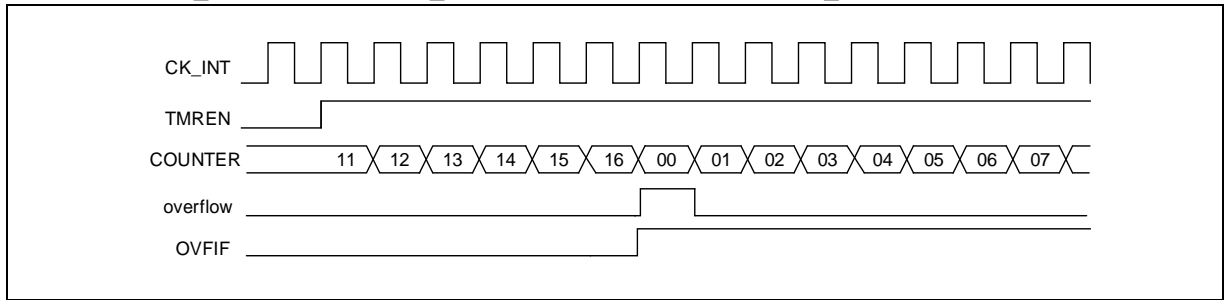 CK_INT
TMREN
COUNTER 11 12 13 14 15 16 00 01 02 03 04 05 06 07
overflow
OVFIF